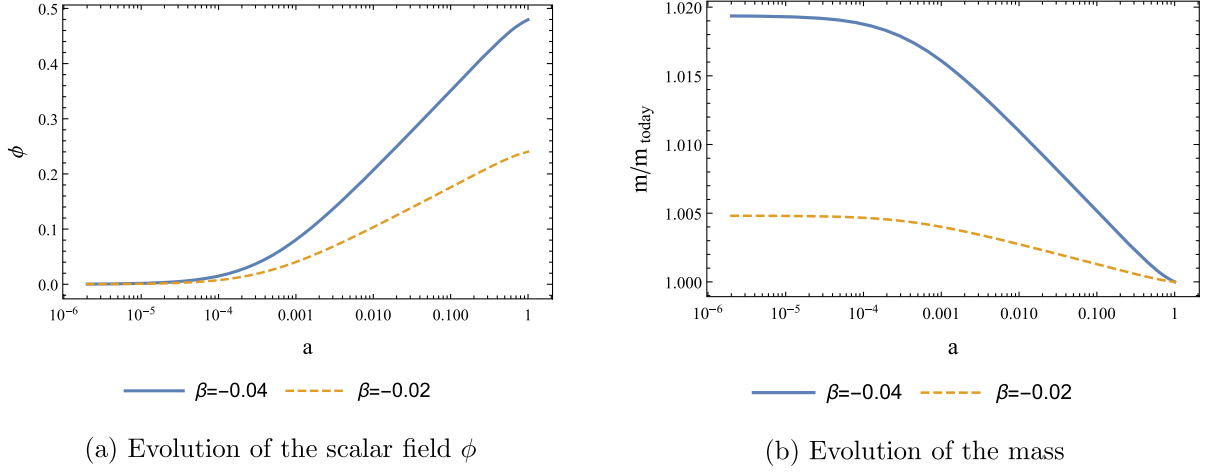 0.5
0.4
0.3
0.2
0.1
0.0
ϕ
10⁻⁶ 10⁻⁵ 10⁻⁴ 0.001 0.010 0.100 1
a
β=-0.04 β=-0.02
(a) Evolution of the scalar field ϕ
1.020
1.015
1.010
1.005
1.000
m/m today
10⁻⁶ 10⁻⁵ 10⁻⁴ 0.001 0.010 0.100 1
a
β=-0.04 β=-0.02
(b) Evolution of the mass